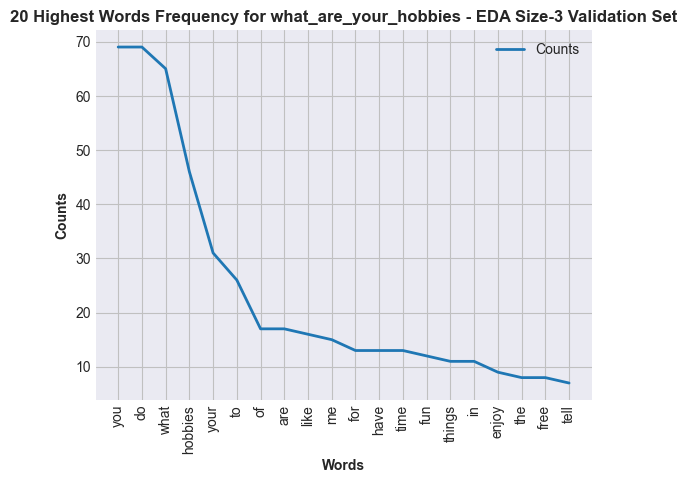 20 Highest Words Frequency for what_are_your_hobbies - EDA Size-3 Validation Set
Counts
70
60
50
40
30
20
10
Counts
you
do
what
hobbies
your
to
of
are
like
me
for
have
time
fun
things
in
enjoy
the
free
tell
Words